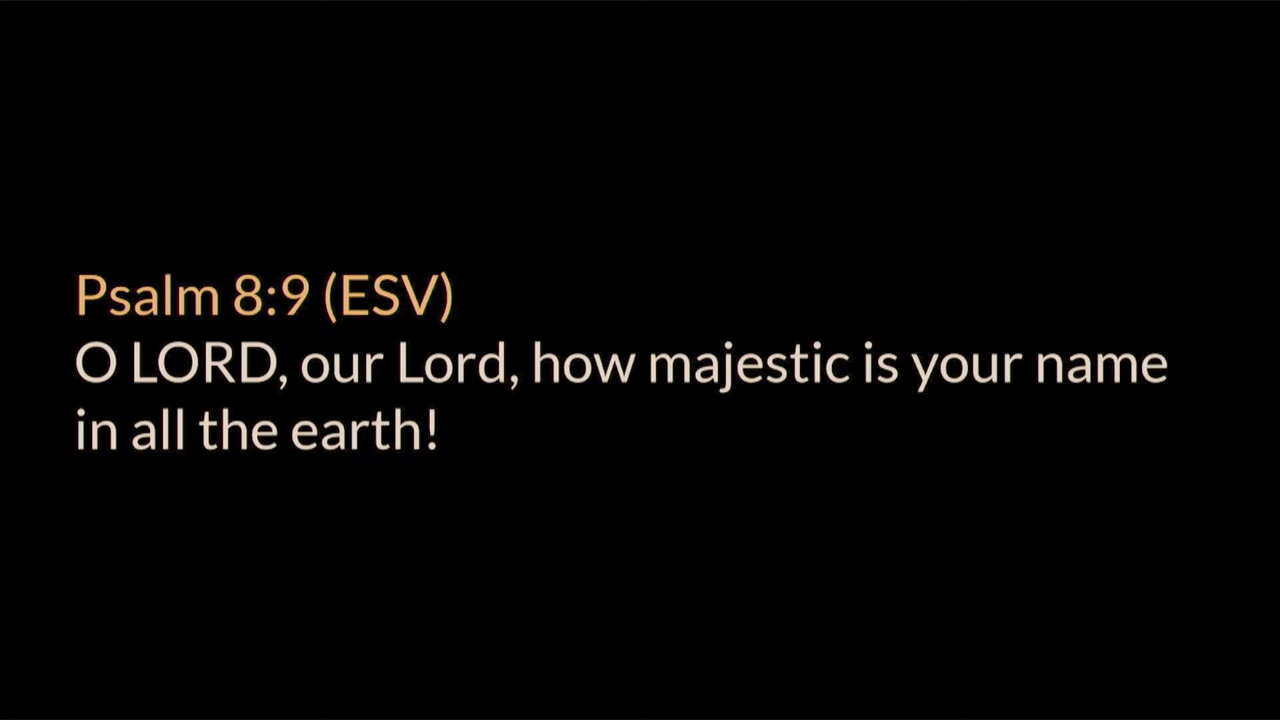 Psalm 8:9 (ESV)
O LORD, our Lord, how majestic is your name
in all the earth!